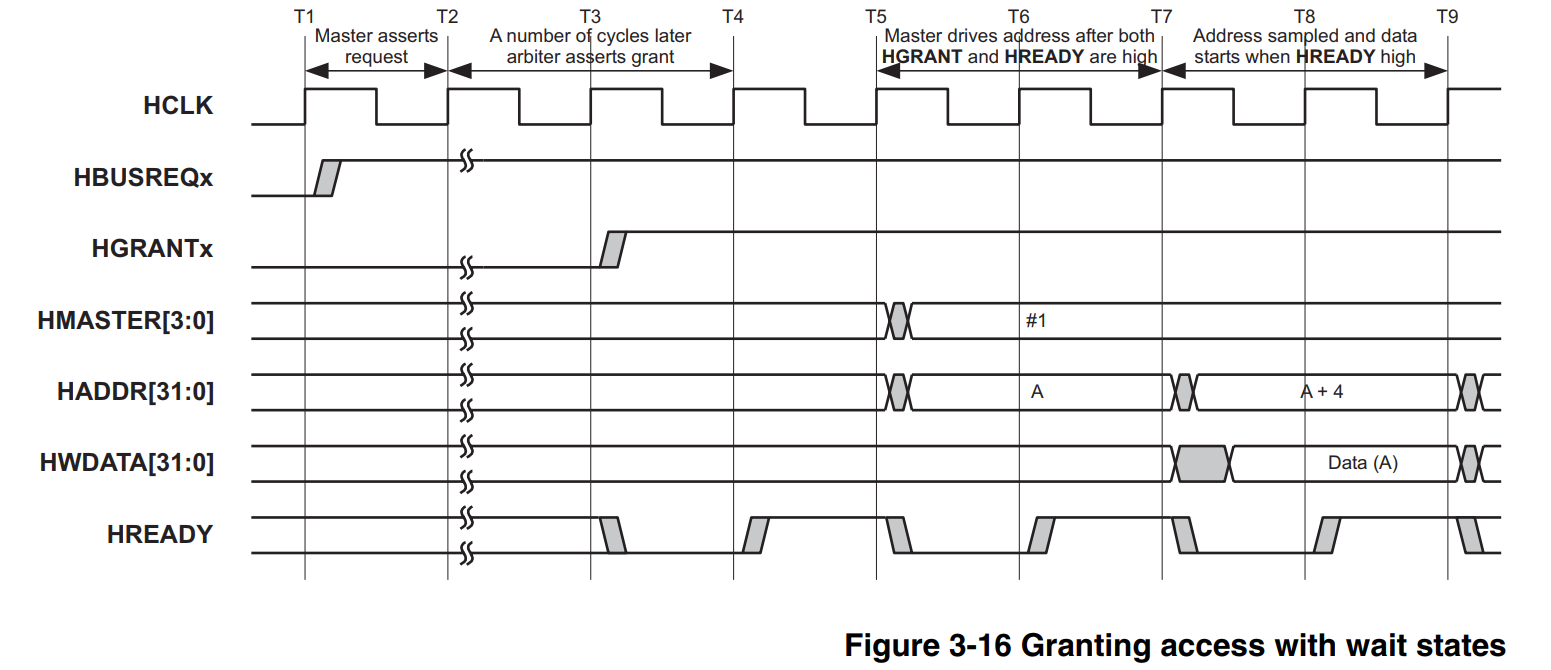 T1 T2 T3 T4 T5 T6 T7 T8 T9
Master asserts
request
A number of cycles later
arbiter asserts grant
Master drives address after both
HGRANT and HREADY are high
Address sampled and data
starts when HREADY high
HCLK
HBUSREQx
HGRANTx
HMASTER[3:0] #1
HADDR[31:0] A A + 4
HWDATA[31:0] Data (A)
HREADY
Figure 3-16 Granting access with wait states